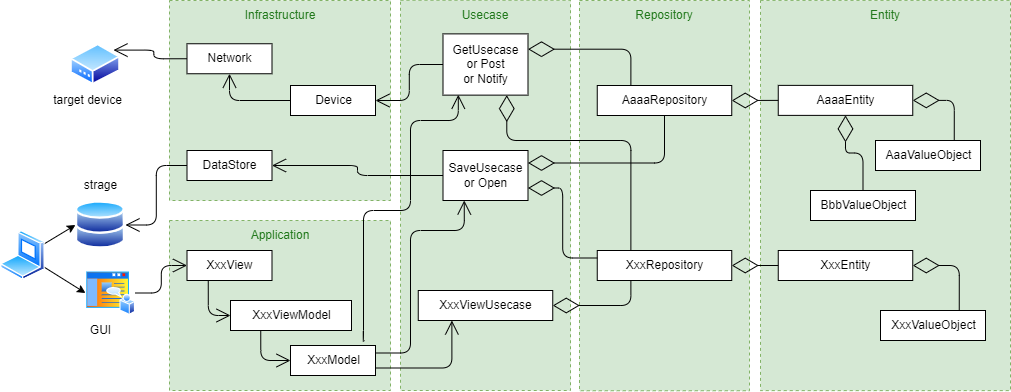 Infrastructure
Usecase
Repository
Entity
Network
GetUsecase
or Post
or Notify
target device
Device
AaaaRepository
AaaaEntity
AaaValueObject
DataStore
SaveUsecase
or Open
strage
BbbValueObject
Application
XxxView
XxxRepository
XxxEntity
XxxViewModel
XxxViewUsecase
GUI
XxxValueObject
XxxModel